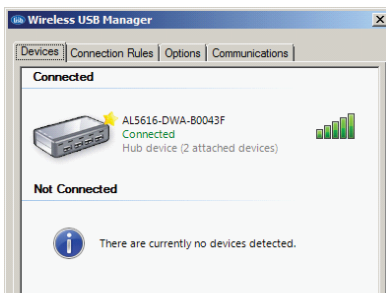 Wireless USB Manager
Devices Connection Rules Options Communications
Connected
AL5616-DWA-B0043F
Connected
Hub device (2 attached devices)
Not Connected
There are currently no devices detected.